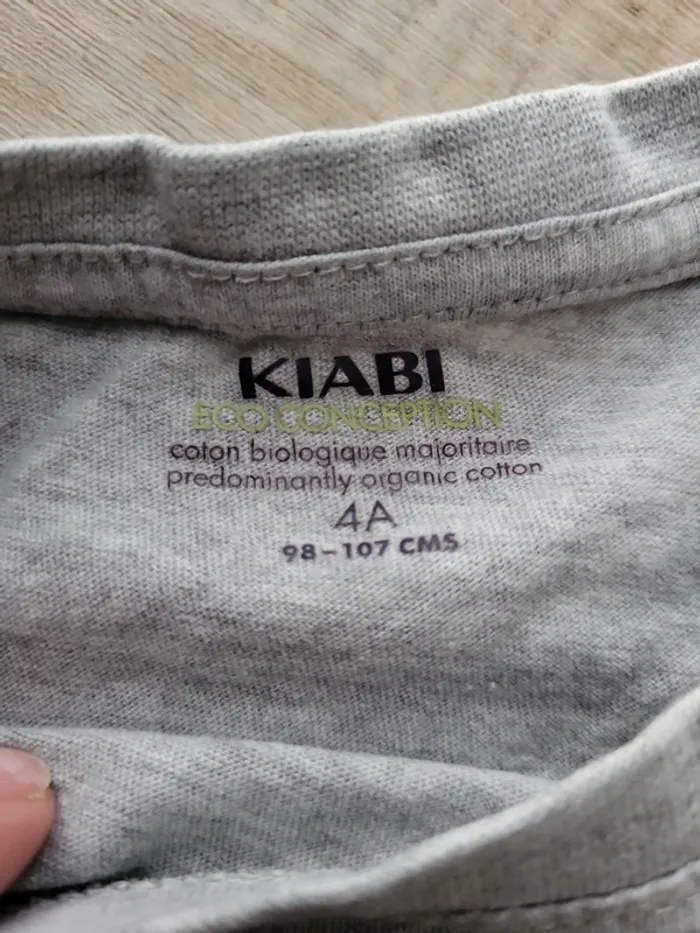 KIABI
ECO CONCEPTION
coton biologique majoritaire
predominantly organic cotton
4A
98-107 CMS